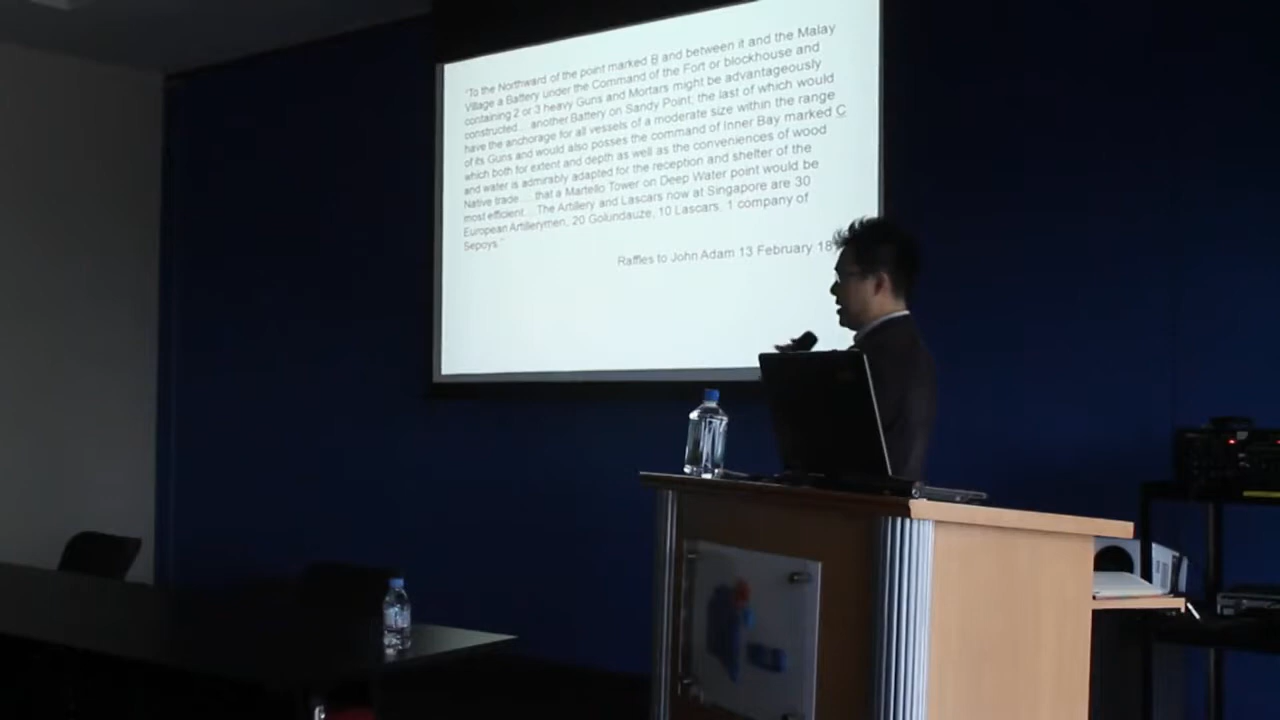 "To the Northward of the point marked B and between it and the Malay
Village a Battery under the Command of the Fort or blockhouse and
containing 2 or 3 heavy Guns and Mortars might be advantageously
constructed....another Battery on Sandy Point; the last of which would
have the anchorage for all vessels of a moderate size within the range
of its Guns and would also posses the command of Inner Bay marked C
which both for extent and depth as well as the conveniences of wood
and water is admirably adapted for the reception and shelter of the
Native trade.....that a Martello Tower on Deep Water point would be
most efficient....The Artillery and Lascars now at Singapore are 30
European Artillerymen, 20 Golundauze, 10 Lascars, 1 company of
Sepoys."
Raffles to John Adam 13 February 18